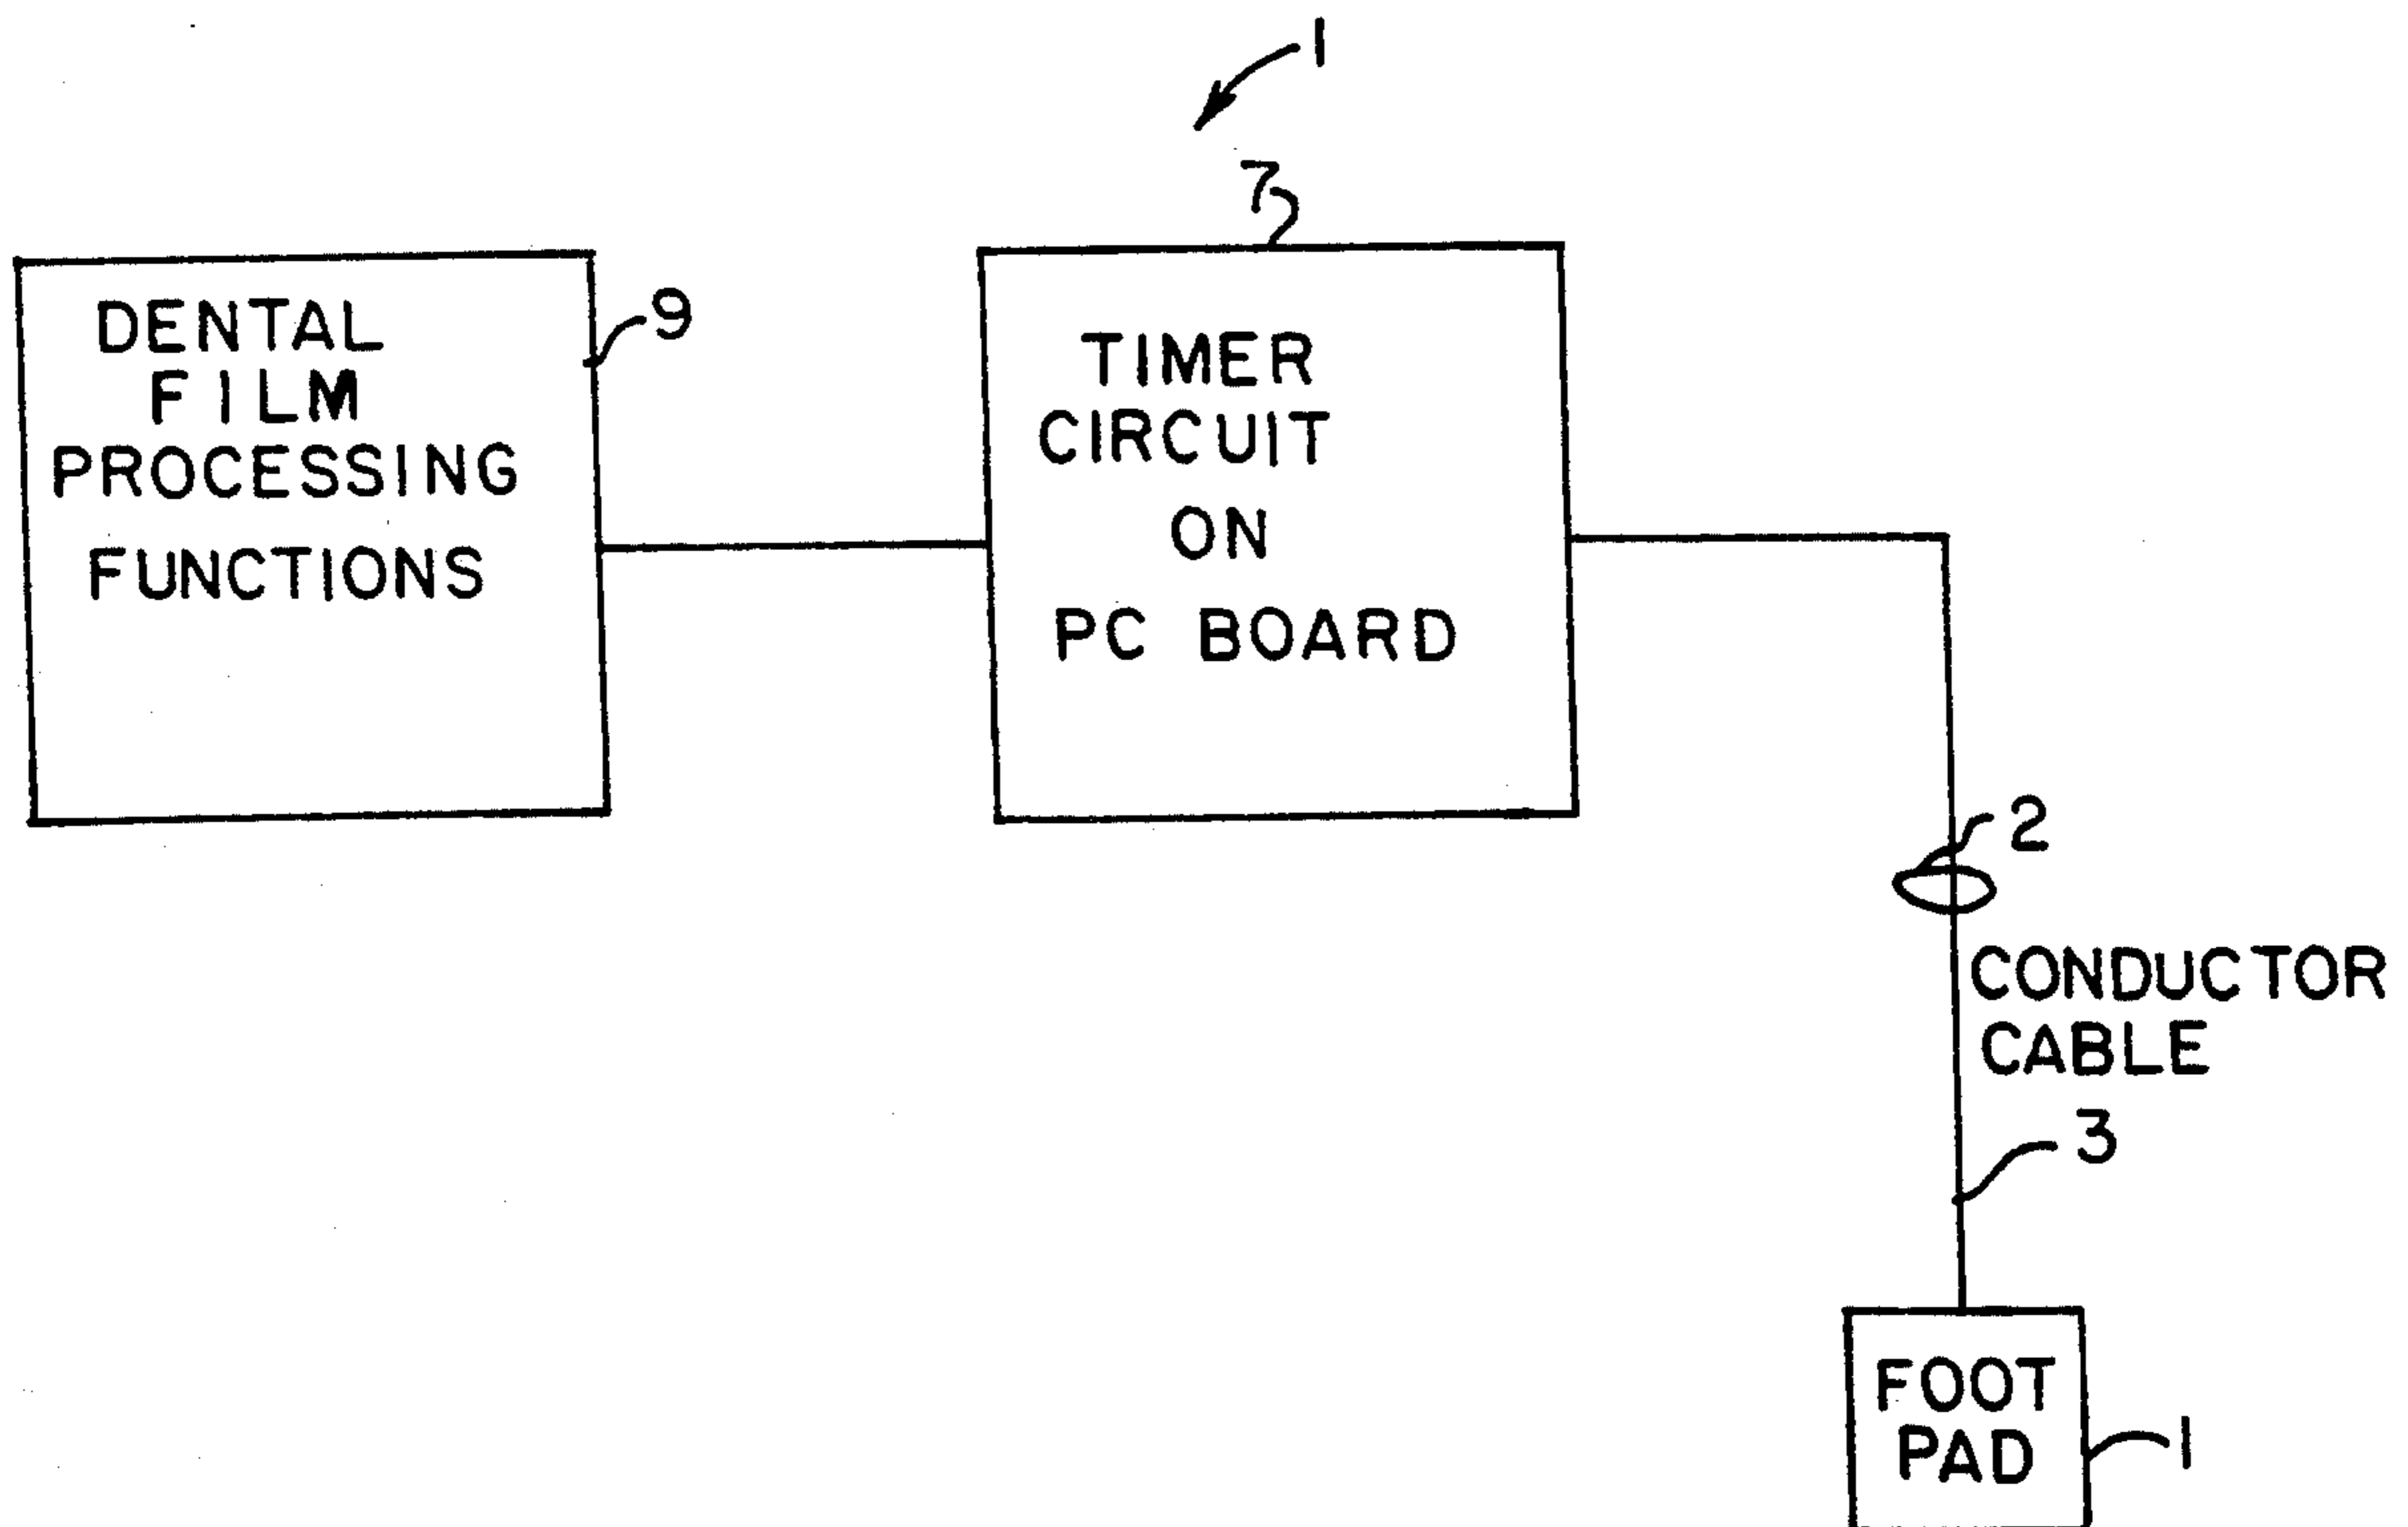 1
7
DENTAL
FILM
PROCESSING
FUNCTIONS
9
TIMER
CIRCUIT
ON
PC BOARD
2
CONDUCTOR
CABLE
3
FOOT
PAD
1